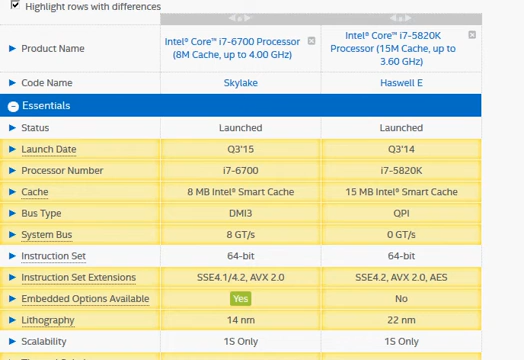 Highlight rows with differences
Product Name
Intel® Core™ i7-6700 Processor
(8M Cache, up to 4.00 GHz)
Intel® Core™ i7-5820K
Processor (15M Cache, up to
3.60 GHz)
Code Name Skylake Haswell E
Essentials
Status Launched Launched
Launch Date Q3'15 Q3'14
Processor Number i7-6700 i7-5820K
Cache 8 MB Intel® Smart Cache 15 MB Intel® Smart Cache
Bus Type DMI3 QPI
System Bus 8 GT/s 0 GT/s
Instruction Set 64-bit 64-bit
Instruction Set Extensions SSE4.1/4.2, AVX 2.0 SSE4.2, AVX 2.0, AES
Embedded Options Available Yes No
Lithography 14 nm 22 nm
Scalability 1S Only 1S Only